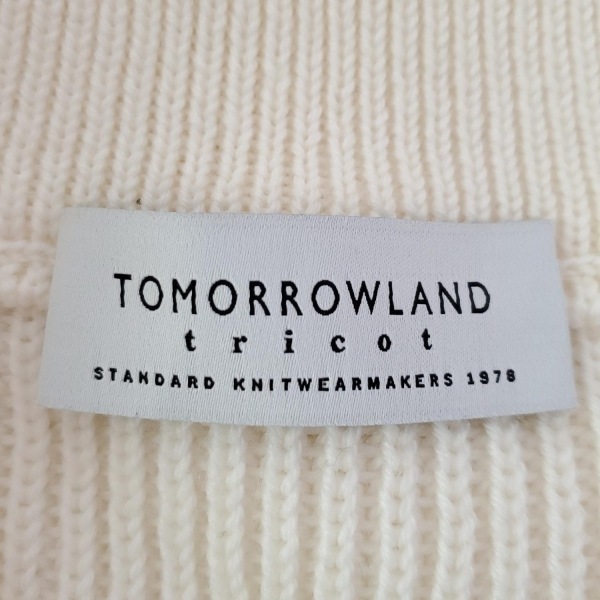 TOMORROWLAND
tricot
STANDARD KNITWEARMAKERS 1978